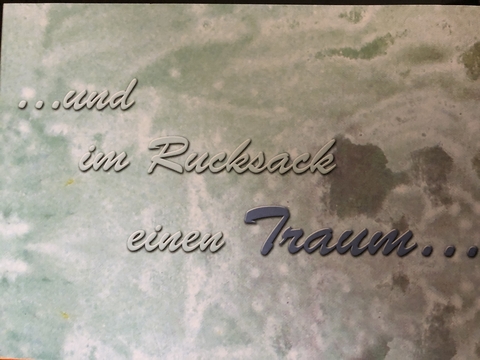 ...und
im Rucksack
einen Traum...